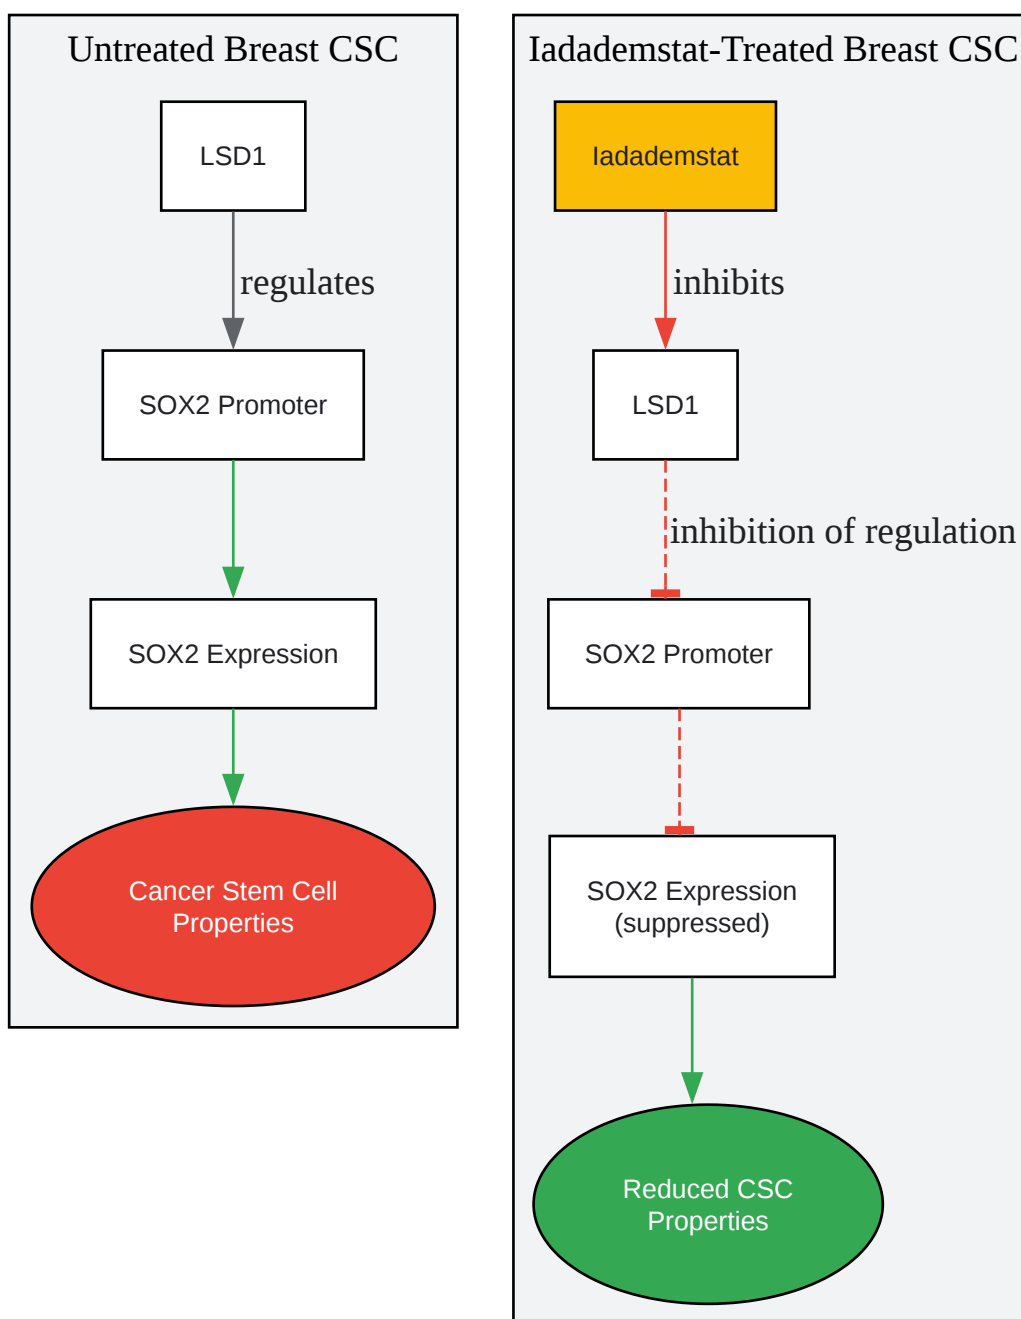 Untreated Breast CSC
LSD1
regulates
SOX2 Promoter
SOX2 Expression
Cancer Stem Cell
Properties
Iadademstat-Treated Breast CSC
Iadademstat
inhibits
LSD1
inhibition of regulation
SOX2 Promoter
SOX2 Expression
(suppressed)
Reduced CSC
Properties